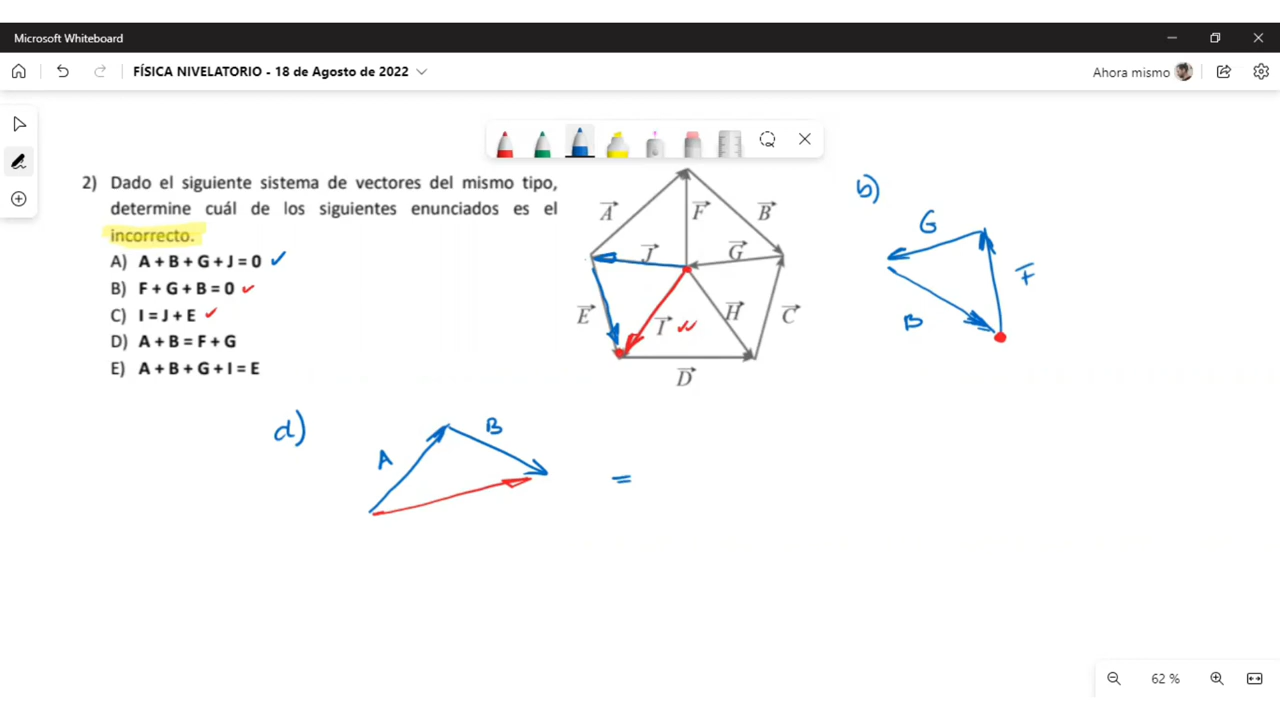 Microsoft Whiteboard
FÍSICA NIVELATORIO - 18 de Agosto de 2022
Ahora mismo
2) Dado el siguiente sistema de vectores del mismo tipo,
determine cuál de los siguientes enunciados es el
incorrecto.
A) A + B + G + J = 0 ✓
B) F + G + B = 0 ✓
C) I = J + E ✓
D) A + B = F + G
E) A + B + G + I = E
A
F
B
J
G
E
I
H
C
D
b)
G
F
B
d)
A
B
=
62 %